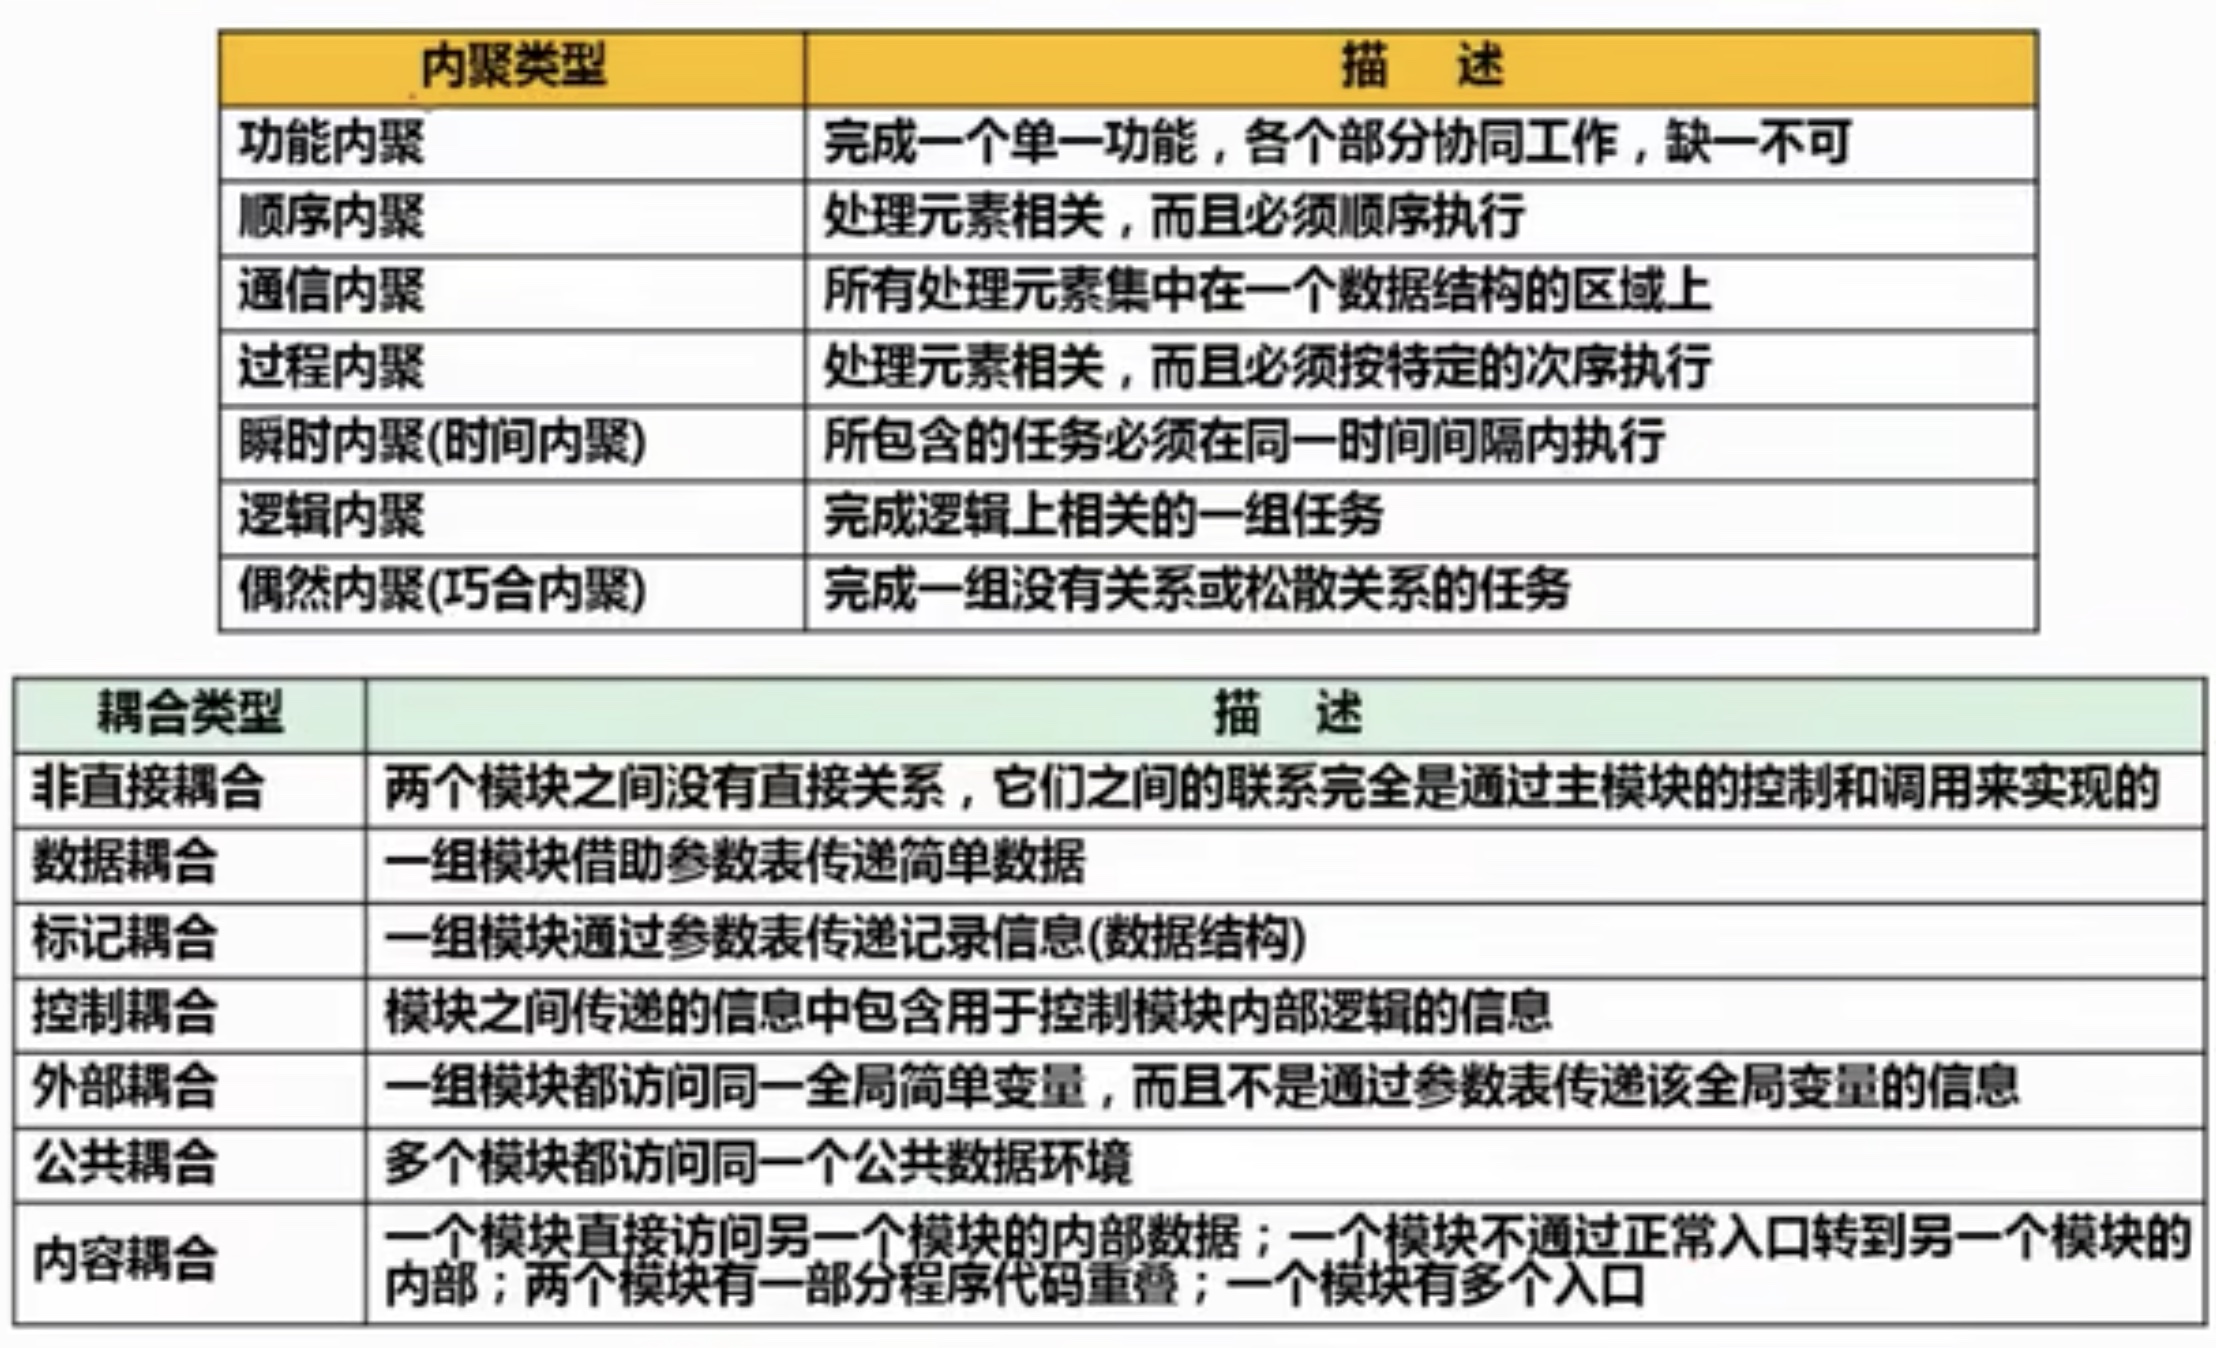 内聚类型 描 述
功能内聚 完成一个单一功能，各个部分协同工作，缺一不可
顺序内聚 处理元素相关，而且必须顺序执行
通信内聚 所有处理元素集中在一个数据结构的区域上
过程内聚 处理元素相关，而且必须按特定的次序执行
瞬时内聚(时间内聚) 所包含的任务必须在同一时间间隔内执行
逻辑内聚 完成逻辑上相关的一组任务
偶然内聚(巧合内聚) 完成一组没有关系或松散关系的任务
耦合类型 描 述
非直接耦合 两个模块之间没有直接关系，它们之间的联系完全是通过主模块的控制和调用来实现的
数据耦合 一组模块借助参数表传递简单数据
标记耦合 一组模块通过参数表传递记录信息(数据结构)
控制耦合 模块之间传递的信息中包含用于控制模块内部逻辑的信息
外部耦合 一组模块都访问同一全局简单变量，而且不是通过参数表传递该全局变量的信息
公共耦合 多个模块都访问同一个公共数据环境
内容耦合 一个模块直接访问另一个模块的内部数据；一个模块不通过正常入口转到另一个模块的
内部；两个模块有一部分程序代码重叠；一个模块有多个入口